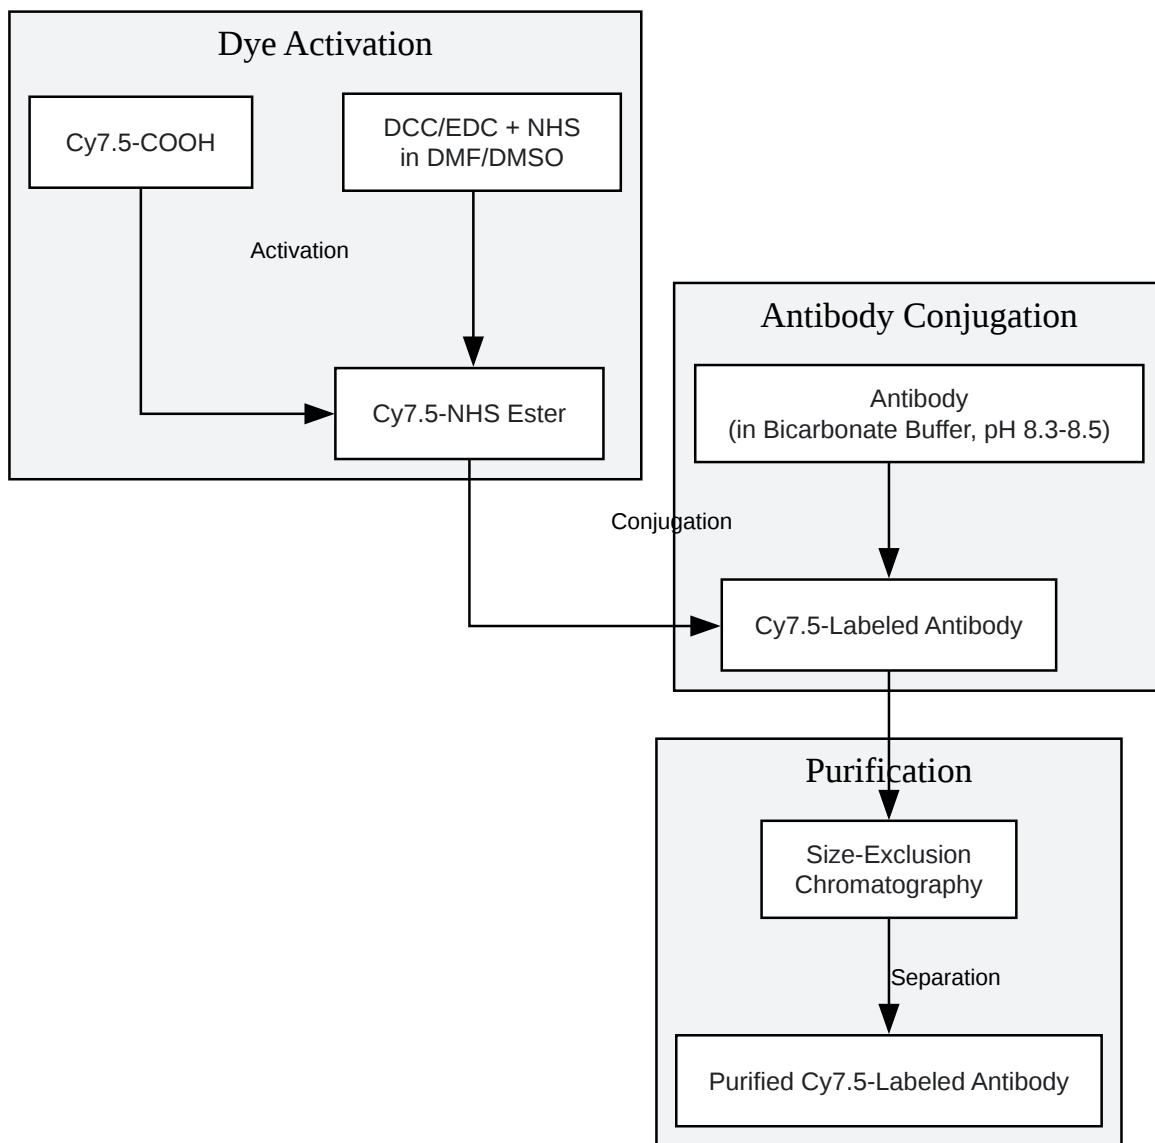 Dye Activation
Cy7.5-COOH
DCC/EDC + NHS
in DMF/DMSO
Activation
Cy7.5-NHS Ester
Antibody Conjugation
Antibody
(in Bicarbonate Buffer, pH 8.3-8.5)
Conjugation
Cy7.5-Labeled Antibody
Purification
Size-Exclusion
Chromatography
Separation
Purified Cy7.5-Labeled Antibody